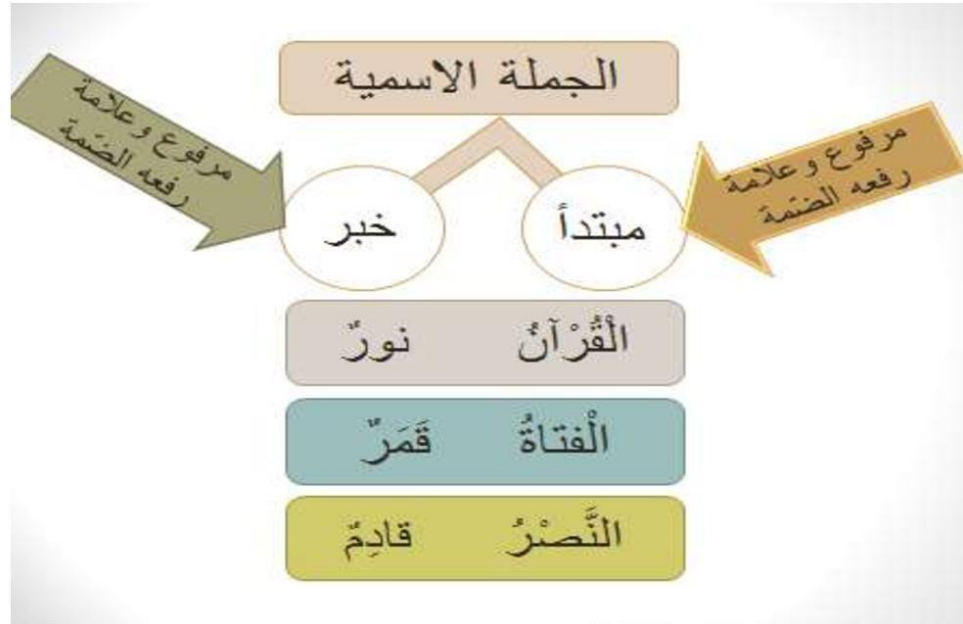 الجملة الاسمية
مرفوع وعلامة
رفعه الضمة
مرفوع وعلامة
رفعه الضمة
مبتدأ خبر
الْقُرْآنُ نورٌ
الْفتاةُ قَمَرٌ
النَّصْرُ قادِمٌ